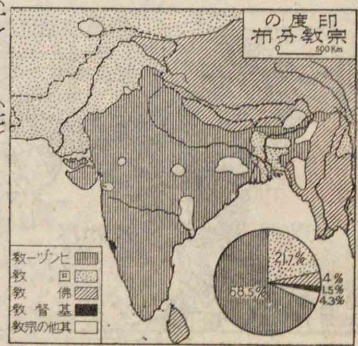 印度の
宗教分布
0 500Km
ヒンヅー教
回教
佛教
基督教
其他の宗教
21.7%
4%
1.5%
4.3%
68.5%